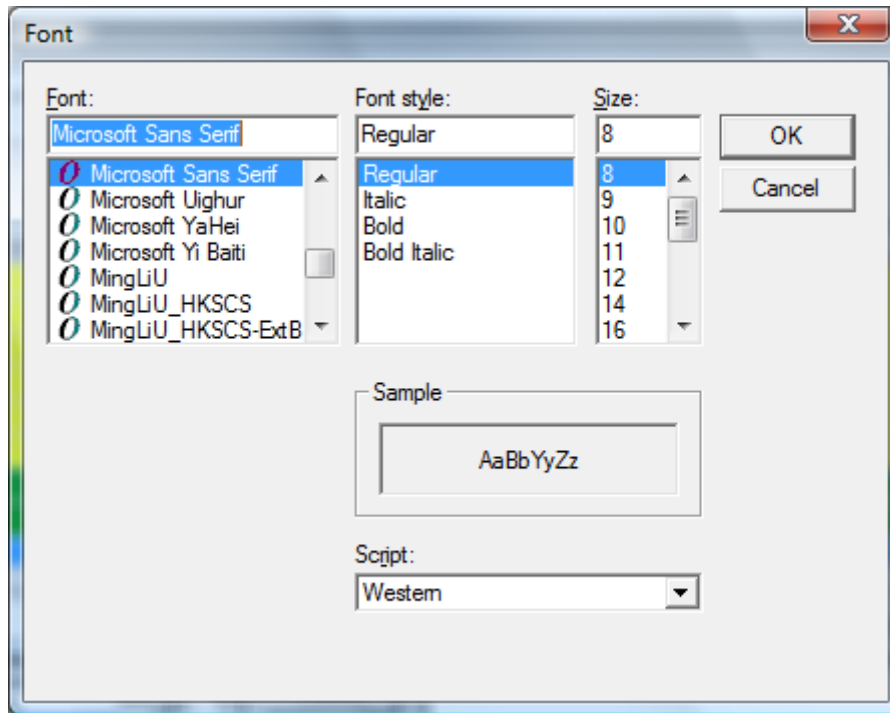 Font
Font:
Microsoft Sans Serif
Microsoft Sans Serif
Microsoft Uighur
Microsoft YaHei
Microsoft Yi Baiti
MingLiU
MingLiU_HKSCS
MingLiU_HKSCS-ExtB
Font style:
Regular
Regular
Italic
Bold
Bold Italic
Size:
8
8
9
10
11
12
14
16
OK
Cancel
Sample
AaBbYyZz
Script:
Western